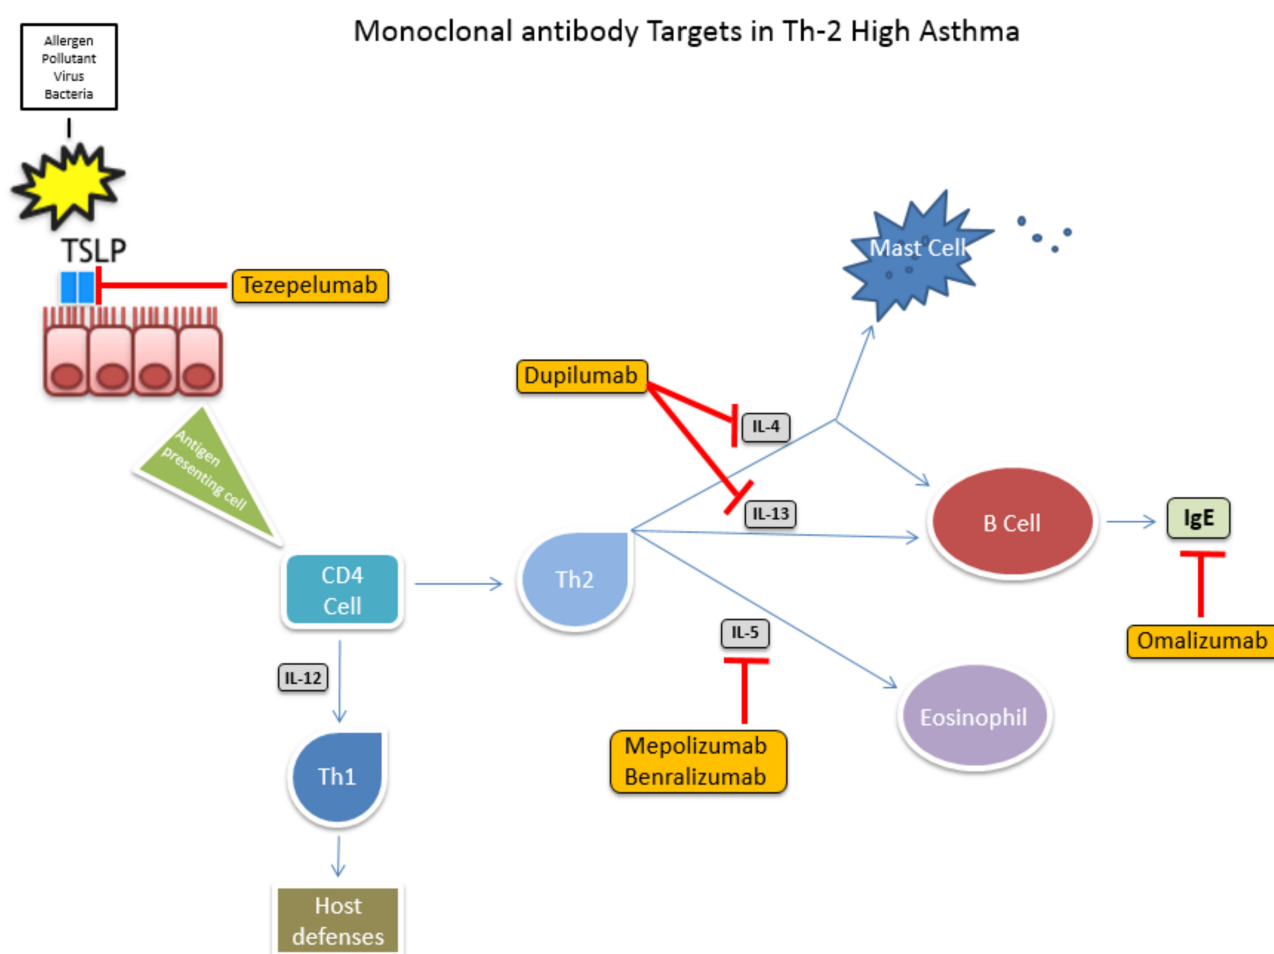 Monoclonal antibody Targets in Th-2 High Asthma
Allergen
Pollutant
Virus
Bacteria
TSLP
Tezepelumab
Mast Cell
Dupilumab
IL-4
Antigen
presenting cell
IL-13
B Cell
IgE
CD4
Cell
Th2
IL-5
Omalizumab
IL-12
Eosinophil
Mepolizumab
Benralizumab
Th1
Host
defenses